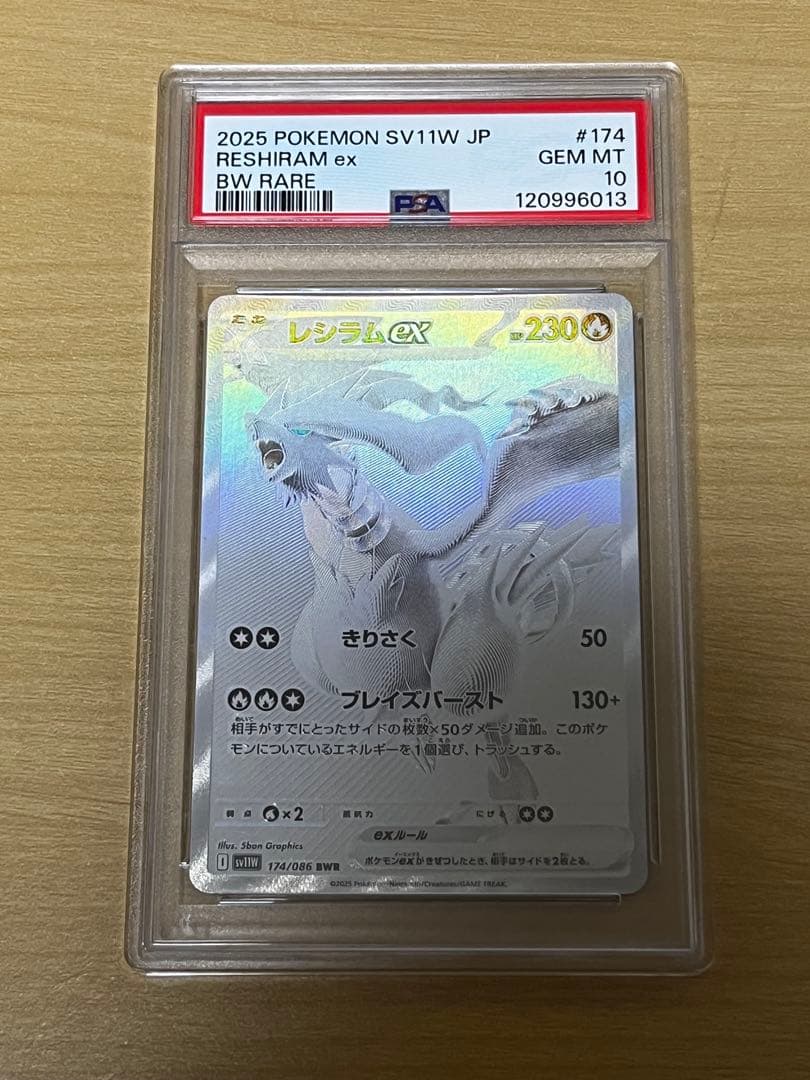 2025 POKEMON SV11W JP #174
RESHIRAM ex GEM MT
BW RARE 10
PSA 120996013
たね レシラムex HP 230
きりさく 50
ブレイズバースト 130+
相手がすでにとったサイドの枚数×50ダメージ追加。このポケ
モンについているエネルギーを1個選び、トラッシュする。
弱点 ×2 抵抗力 にげる
exルール
ポケモンexがきぜつしたとき、相手はサイドを2枚とる。
Illus. 5ban Graphics
I sv11W 174/086 BWR
©2025 Pokémon/Nintendo/Creatures/GAME FREAK.